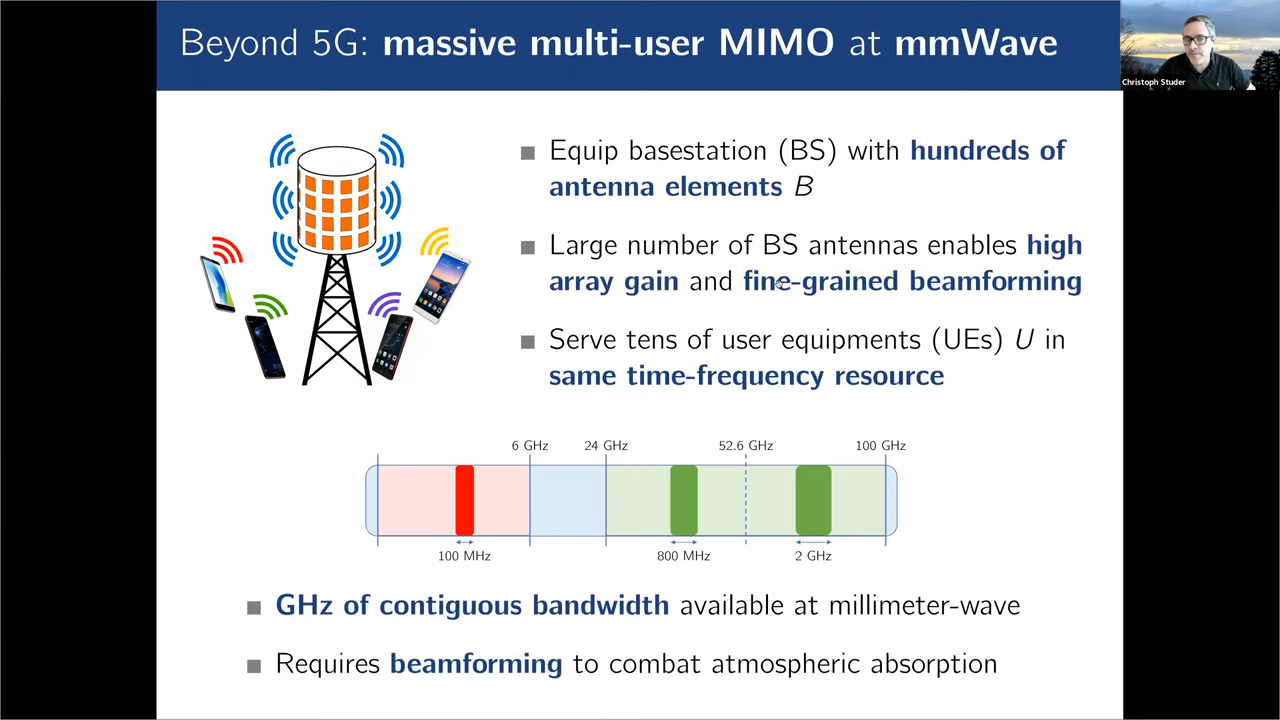 Beyond 5G: massive multi-user MIMO at mmWave
Christoph Studer
Equip basestation (BS) with hundreds of
antenna elements B
Large number of BS antennas enables high
array gain and fine-grained beamforming
Serve tens of user equipments (UEs) U in
same time-frequency resource
6 GHz 24 GHz 52.6 GHz 100 GHz
100 MHz 800 MHz 2 GHz
GHz of contiguous bandwidth available at millimeter-wave
Requires beamforming to combat atmospheric absorption